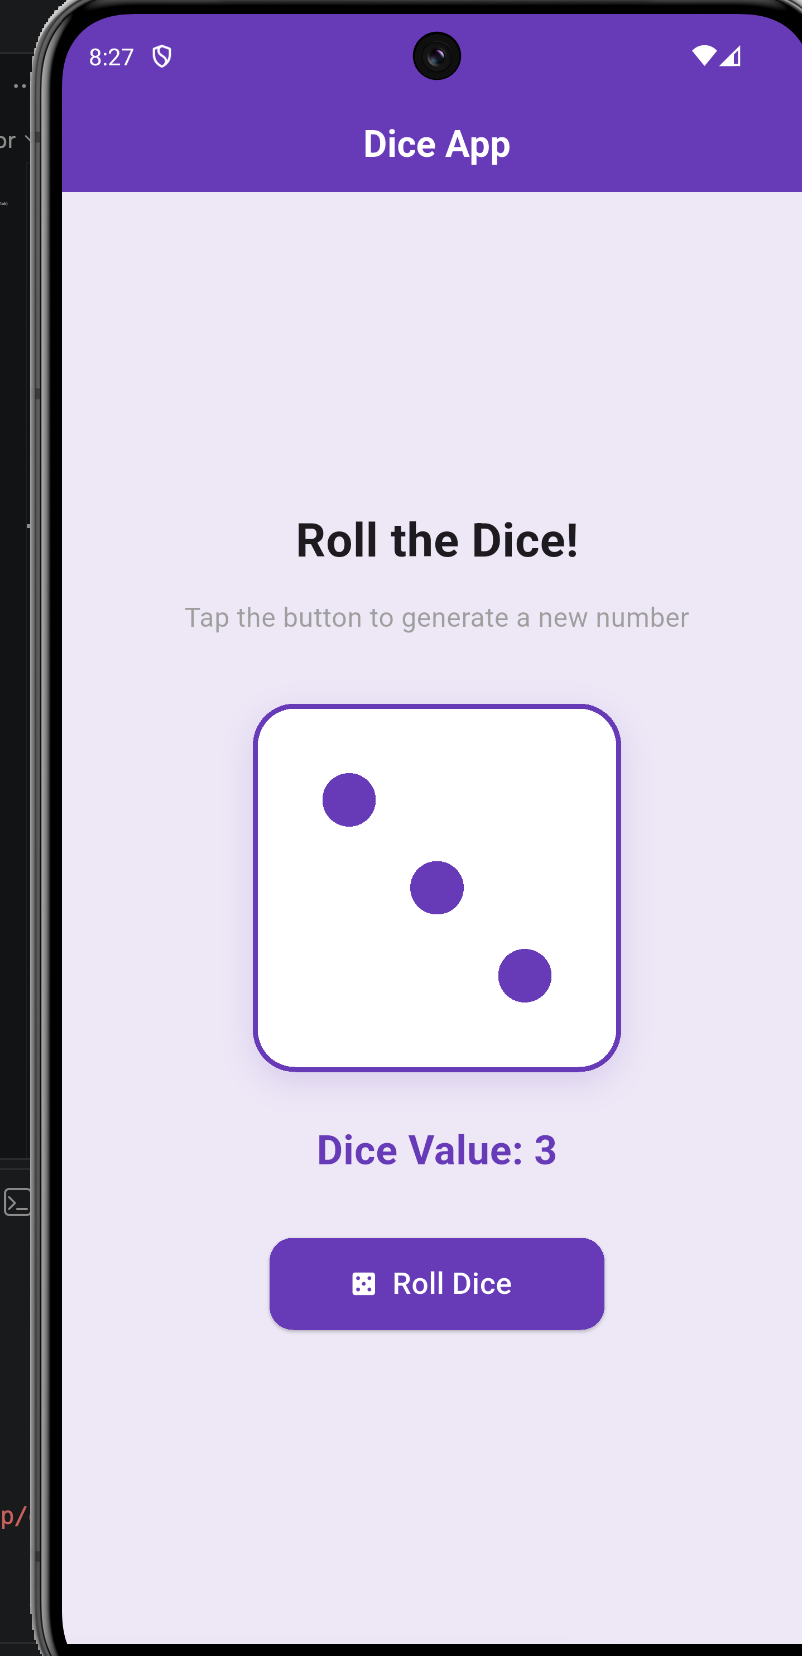 8:27
or
Dice App
Roll the Dice!
Tap the button to generate a new number
Dice Value: 3
Roll Dice
p/